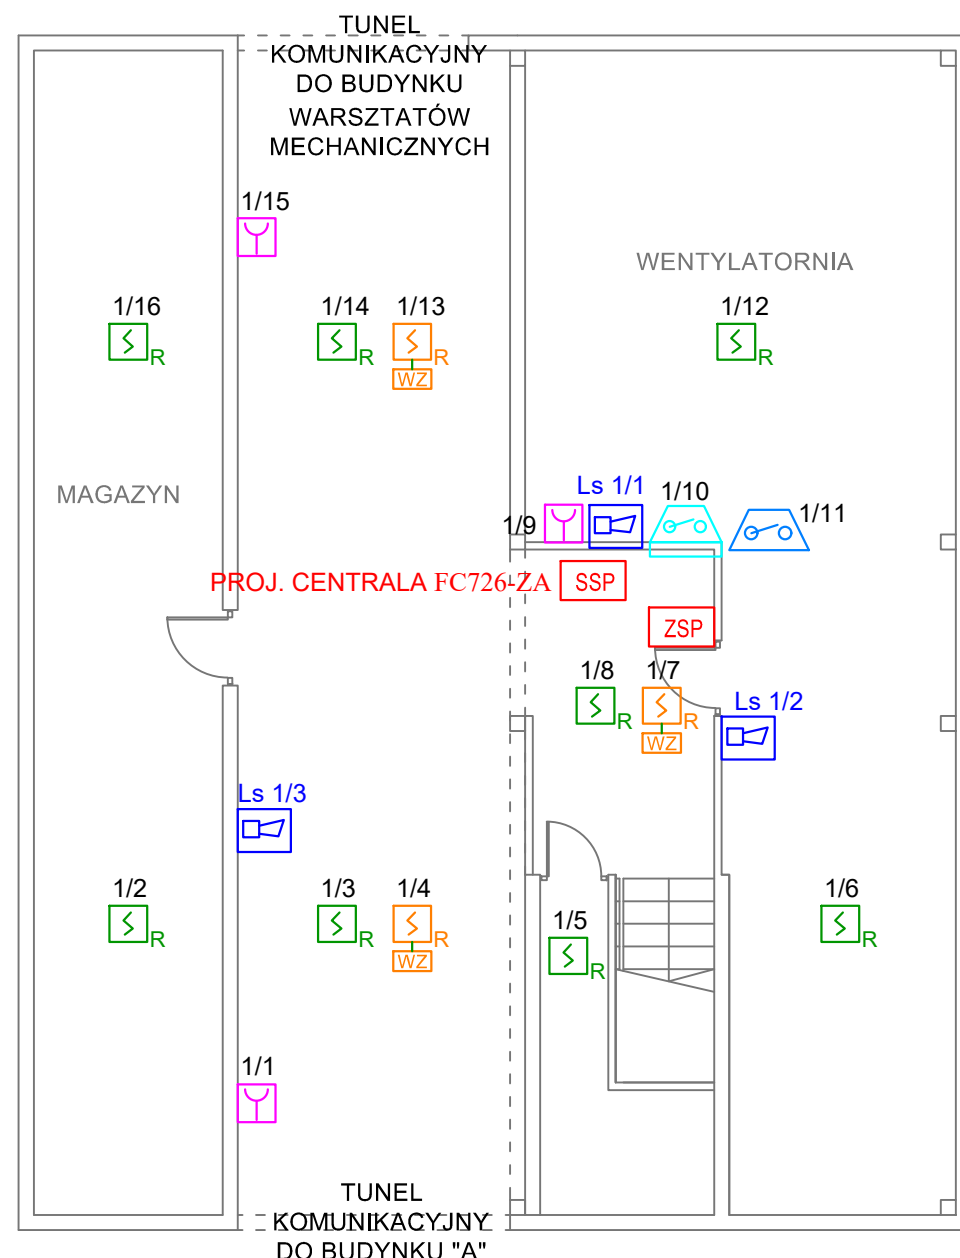 TUNEL
KOMUNIKACYJNY
DO BUDYNKU
WARSZTATÓW
MECHANICZNYCH
1/15
WENTYLATORNIA
1/16
R
1/14
R
1/13
R
WZ
1/12
R
MAGAZYN
1/9
Ls 1/1
1/10
1/11
PROJ. CENTRALA FC726-ZA
SSP
ZSP
1/8
R
1/7
R
WZ
Ls 1/2
Ls 1/3
1/2
R
1/3
R
1/4
R
WZ
1/5
R
1/6
R
1/1
TUNEL
KOMUNIKACYJNY
DO BUDYNKU "A"